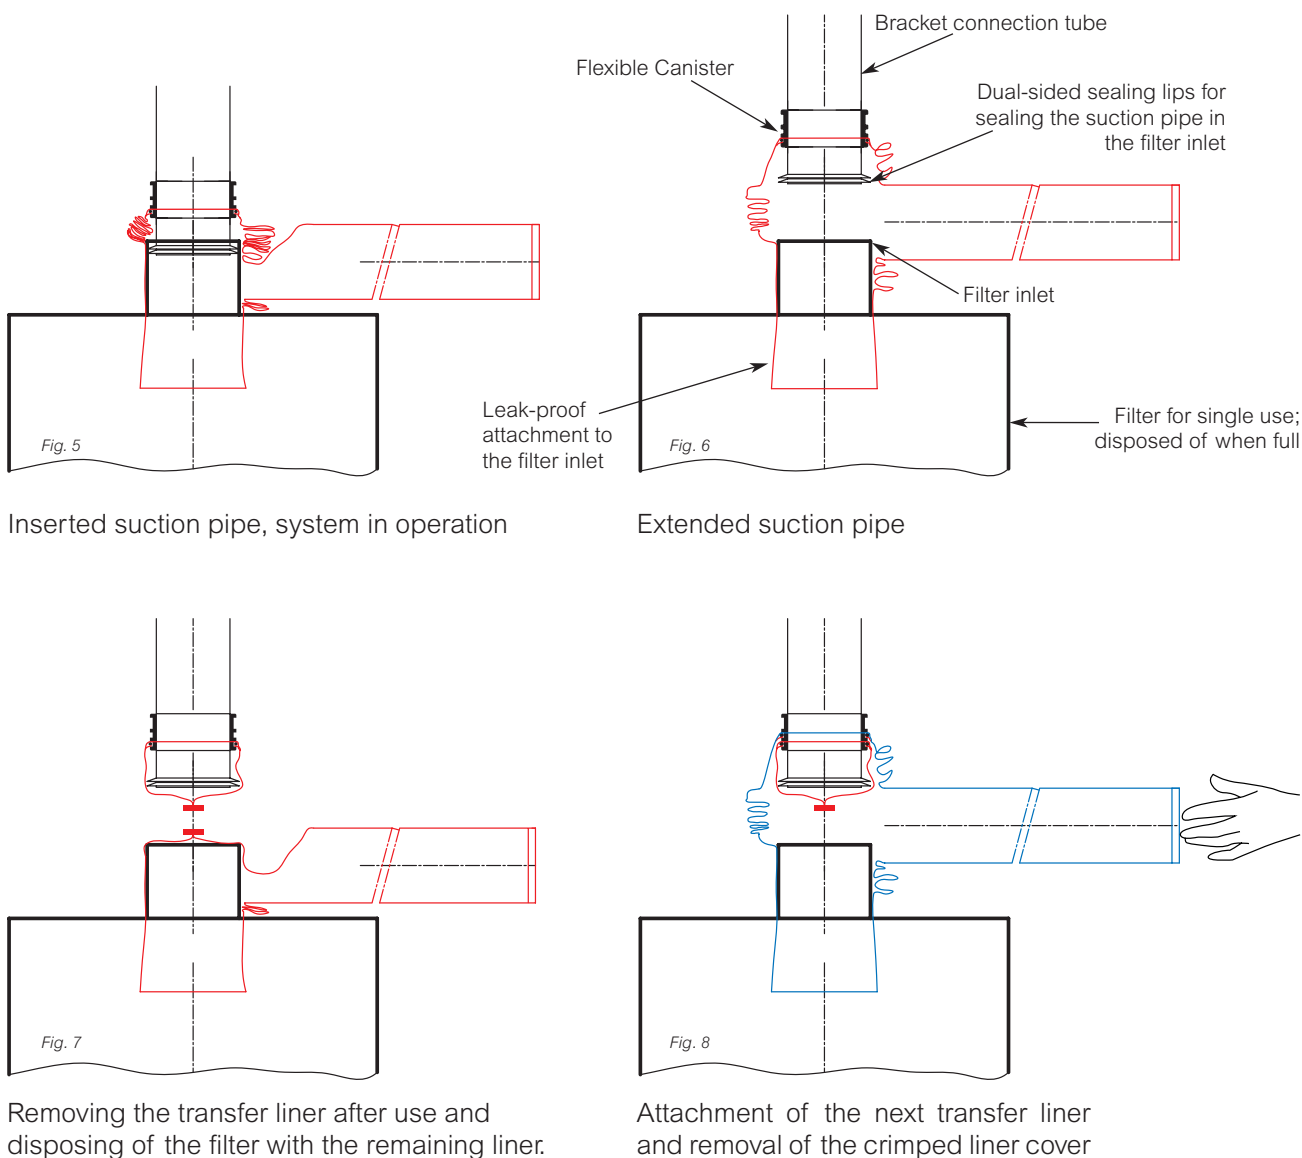 Bracket connection tube
Flexible Canister
Dual-sided sealing lips for
sealing the suction pipe in
the filter inlet
Filter inlet
Leak-proof
attachment to
the filter inlet
Filter for single use;
disposed of when full
Fig. 5
Fig. 6
Inserted suction pipe, system in operation
Extended suction pipe
Fig. 7
Fig. 8
Removing the transfer liner after use and
disposing of the filter with the remaining liner.
Attachment of the next transfer liner
and removal of the crimped liner cover